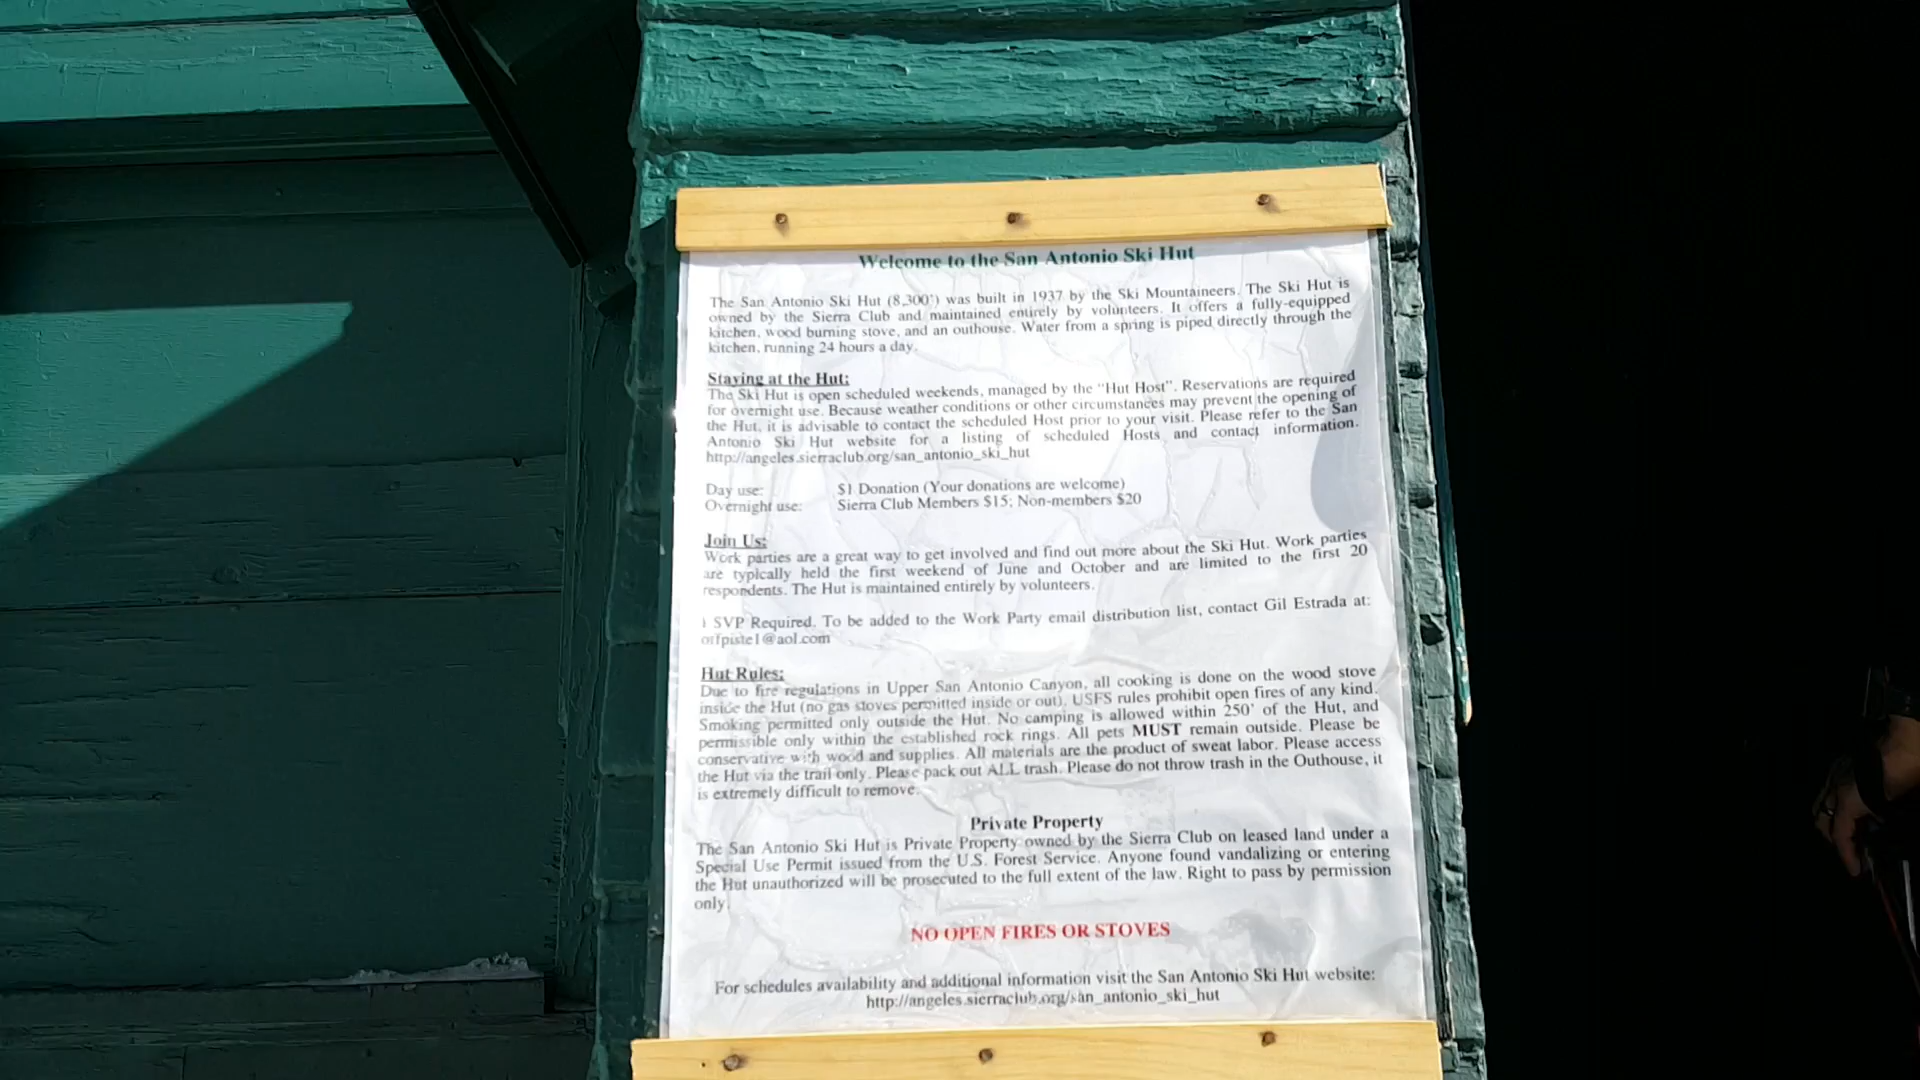 Welcome to the San Antonio Ski Hut
The San Antonio Ski Hut (8,300') was built in 1937 by the Ski Mountaineers. The Ski Hut is
owned by the Sierra Club and maintained entirely by volunteers. It offers a fully-equipped
kitchen, wood burning stove, and an outhouse. Water from a spring is piped directly through the
kitchen, running 24 hours a day.
Staying at the Hut:
The Ski Hut is open scheduled weekends, managed by the "Hut Host". Reservations are required
for overnight use. Because weather conditions or other circumstances may prevent the opening of
the Hut, it is advisable to contact the scheduled Host prior to your visit. Please refer to the San
Antonio Ski Hut website for a listing of scheduled Hosts and contact information.
http://angeles.sierraclub.org/san_antonio_ski_hut
Day use: $1 Donation (Your donations are welcome)
Overnight use: Sierra Club Members $15; Non-members $20
Join Us:
Work parties are a great way to get involved and find out more about the Ski Hut. Work parties
are typically held the first weekend of June and October and are limited to the first 20
respondents. The Hut is maintained entirely by volunteers.
SVP Required. To be added to the Work Party email distribution list, contact Gil Estrada at:
offpiste1@aol.com
Hut Rules:
Due to fire regulations in Upper San Antonio Canyon, all cooking is done on the wood stove
inside the Hut (no gas stoves permitted inside or out). USFS rules prohibit open fires of any kind.
Smoking permitted only outside the Hut. No camping is allowed within 250' of the Hut, and
permissible only within the established rock rings. All pets MUST remain outside. Please be
conservative with wood and supplies. All materials are the product of sweat labor. Please access
the Hut via the trail only. Please pack out ALL trash. Please do not throw trash in the Outhouse, it
is extremely difficult to remove.
Private Property
The San Antonio Ski Hut is Private Property owned by the Sierra Club on leased land under a
Special Use Permit issued from the U.S. Forest Service. Anyone found vandalizing or entering
the Hut unauthorized will be prosecuted to the full extent of the law. Right to pass by permission
only.
NO OPEN FIRES OR STOVES
For schedules availability and additional information visit the San Antonio Ski Hut website:
http://angeles.sierraclub.org/san_antonio_ski_hut